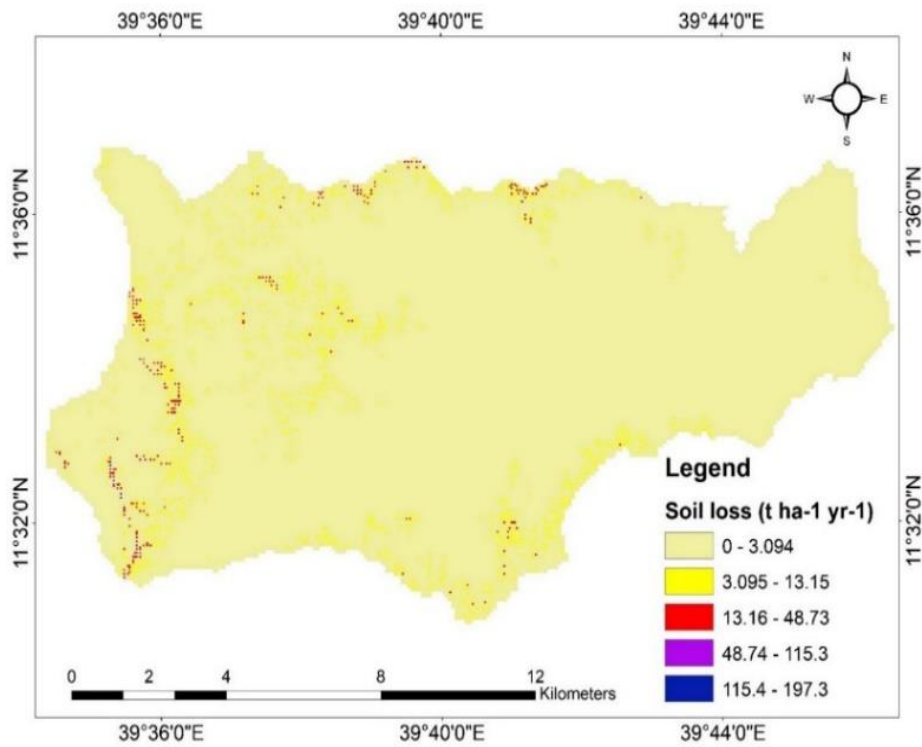 39°36'0"E 39°40'0"E 39°44'0"E
N
W E
S
11°36'0"N 11°36'0"N
11°32'0"N 11°32'0"N
Legend
Soil loss (t ha-1 yr-1)
0 - 3.094
3.095 - 13.15
13.16 - 48.73
48.74 - 115.3
115.4 - 197.3
0 2 4 8 12
Kilometers
39°36'0"E 39°40'0"E 39°44'0"E